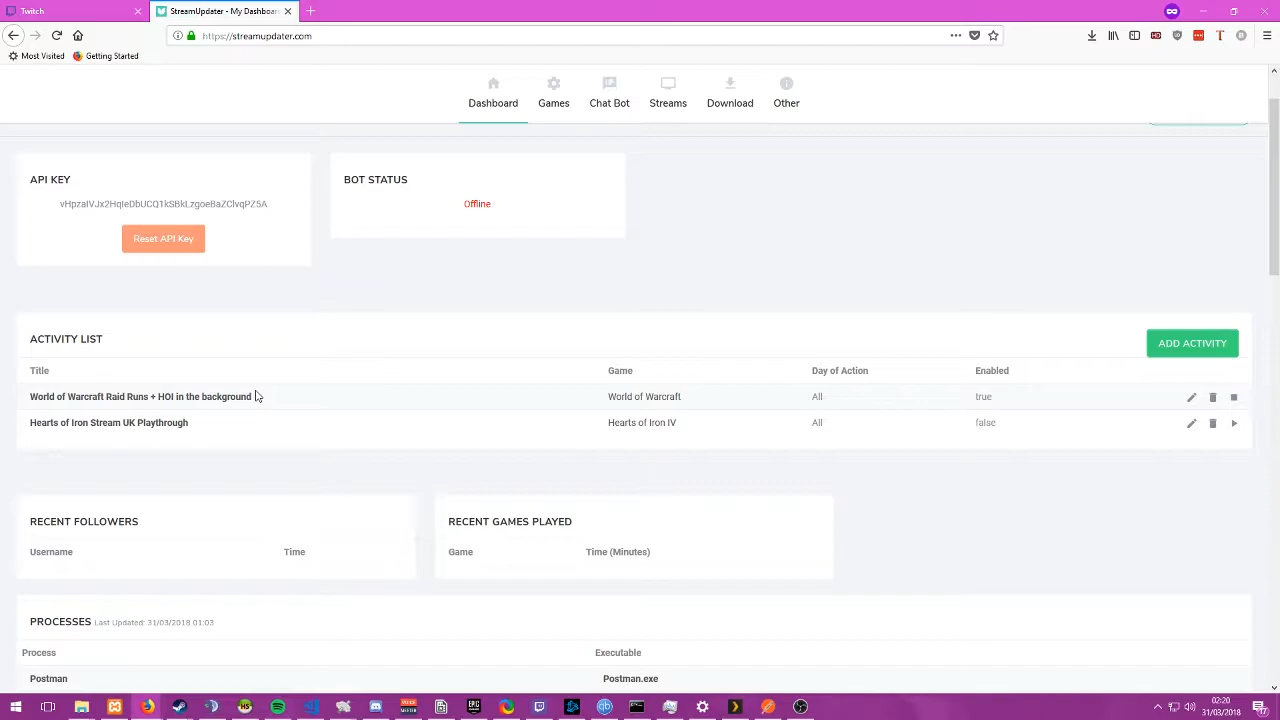 Twitch
StreamUpdater - My Dashboar
https://streamupdater.com
Most Visited Getting Started
Dashboard Games Chat Bot Streams Download Other
API KEY BOT STATUS
Offline
Reset API Key
ACTIVITY LIST
ADD ACTIVITY
Title Game Day of Action Enabled
World of Warcraft Raid Runs + HOI in the background World of Warcraft All true
Hearts of Iron Stream UK Playthrough Hearts of Iron IV All false
RECENT FOLLOWERS RECENT GAMES PLAYED
Username Time Game Time (Minutes)
PROCESSES Last Updated: 31/03/2018 01:03
Process Executable
Postman Postman.exe
02:20
31/03/2018